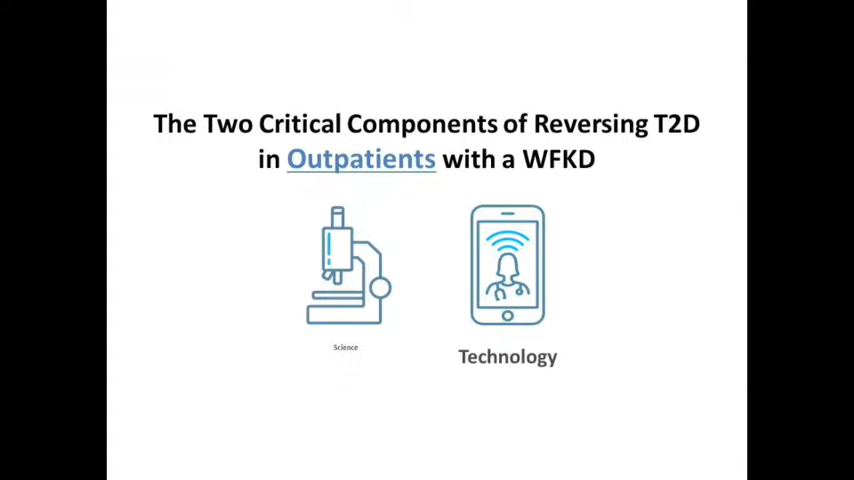 The Two Critical Components of Reversing T2D
in Outpatients with a WFKD
Science
Technology